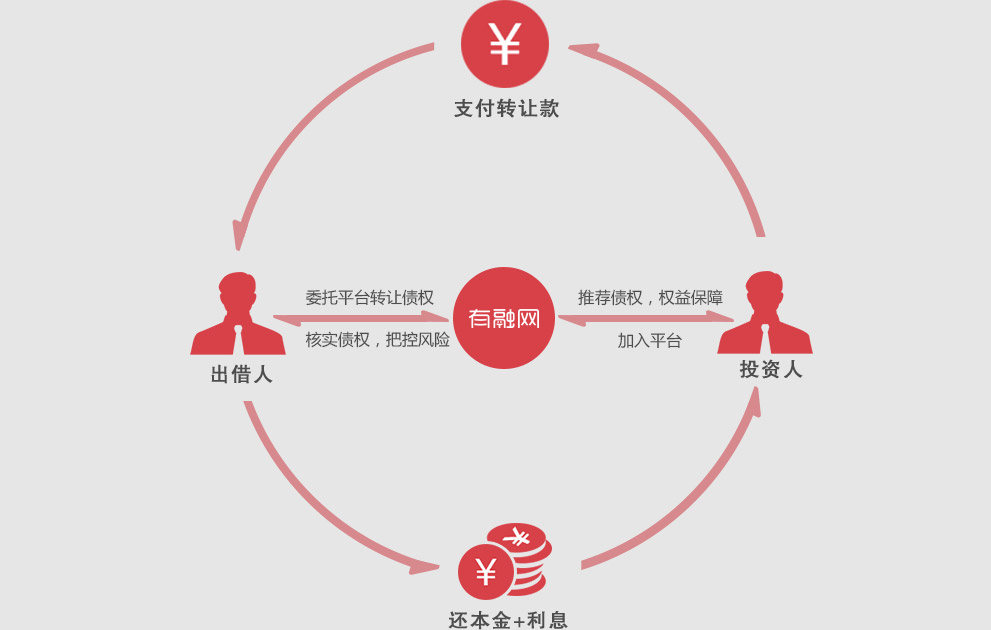 ¥
支付转让款
委托平台转让债权
推荐债权，权益保障
有融网
核实债权，把控风险
加入平台
出借人
投资人
¥
¥
还本金+利息